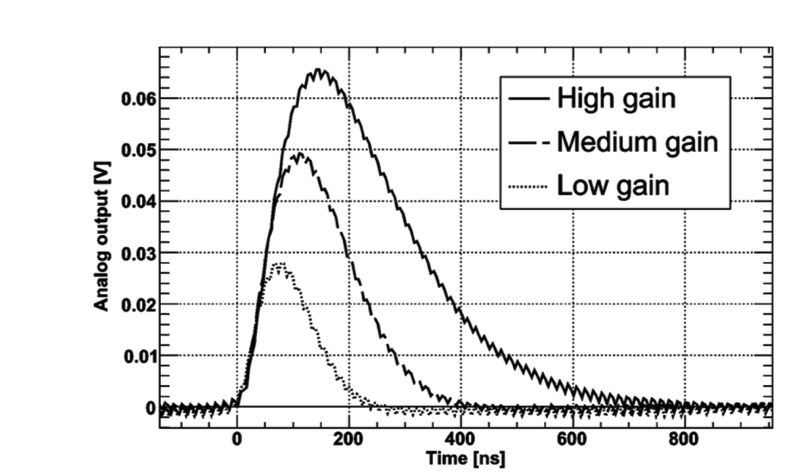 High gain
Medium gain
Low gain
0.06
0.05
0.04
0.03
0.02
0.01
0
Analog output [V]
0 200 400 600 800
Time [ns]